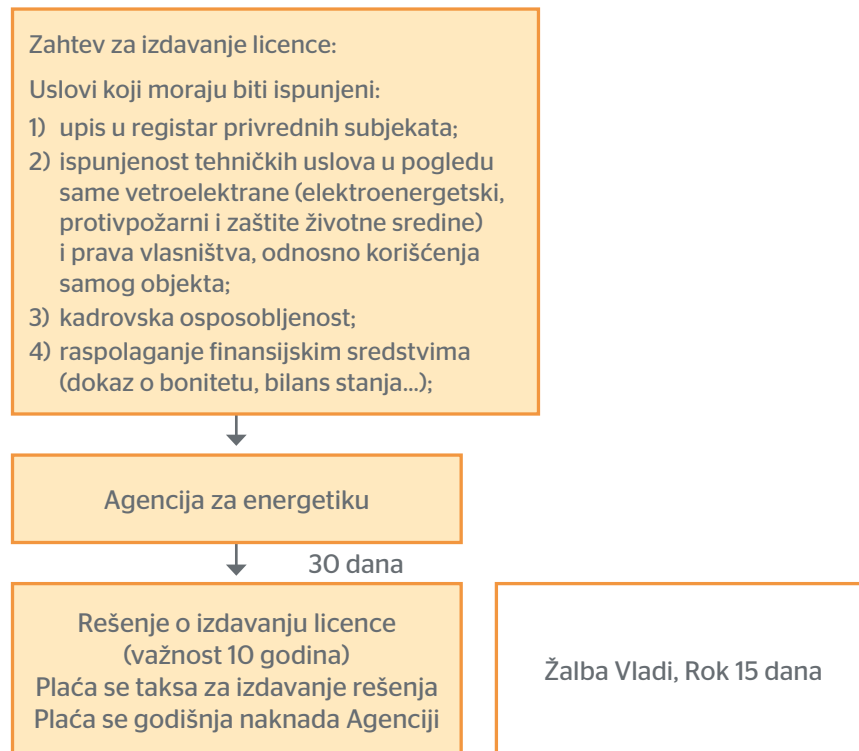 Zahtev za izdavanje licence:
Uslovi koji moraju biti ispunjeni:
1) upis u registar privrednih subjekata;
2) ispunjenost tehničkih uslova u pogledu
same vetroelektrane (elektroenergetski,
protivpožarni i zaštite životne sredine)
i prava vlasništva, odnosno korišćenja
samog objekta;
3) kadrovska osposobljenost;
4) raspolaganje finansijskim sredstvima
(dokaz o bonitetu, bilans stanja...);
Agencija za energetiku
30 dana
Rešenje o izdavanju licence
(važnost 10 godina)
Plaća se taksa za izdavanje rešenja
Plaća se godišnja naknada Agenciji
Žalba Vladi, Rok 15 dana